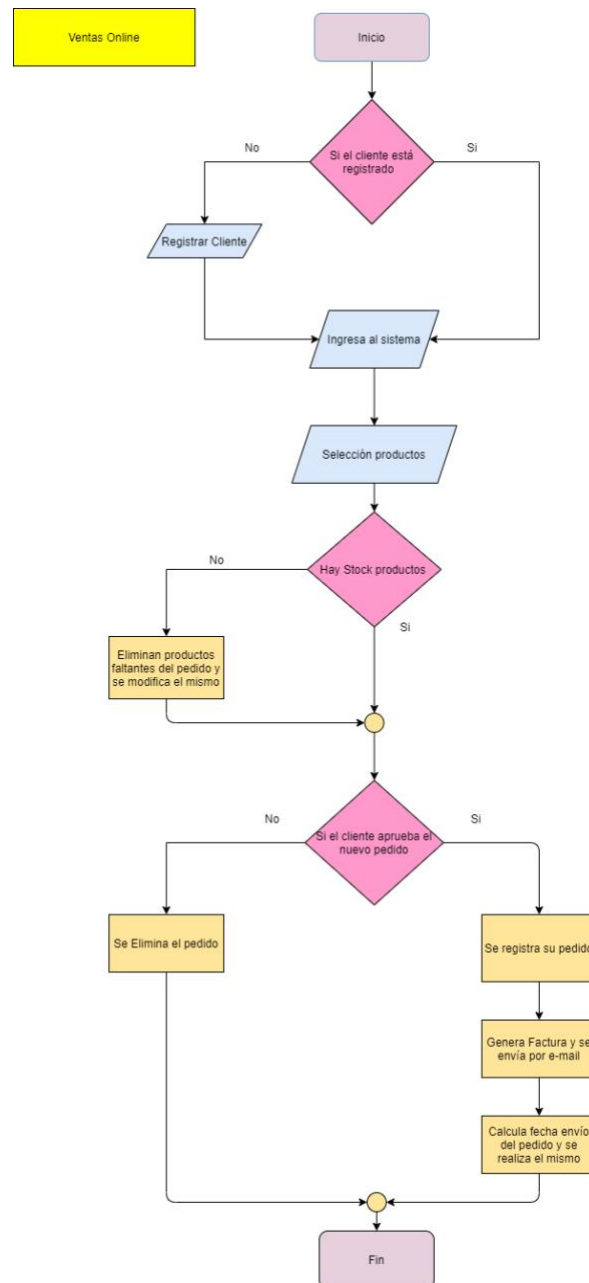 Ventas Online
Inicio
Si el cliente está
registrado
No
Si
Registrar Cliente
Ingresa al sistema
Selección productos
Hay Stock productos
No
Si
Eliminan productos
faltantes del pedido y
se modifica el mismo
Si el cliente aprueba el
nuevo pedido
No
Si
Se Elimina el pedido
Se registra su pedido
Genera Factura y se
envía por e-mail
Calcula fecha envío
del pedido y se
realiza el mismo
Fin